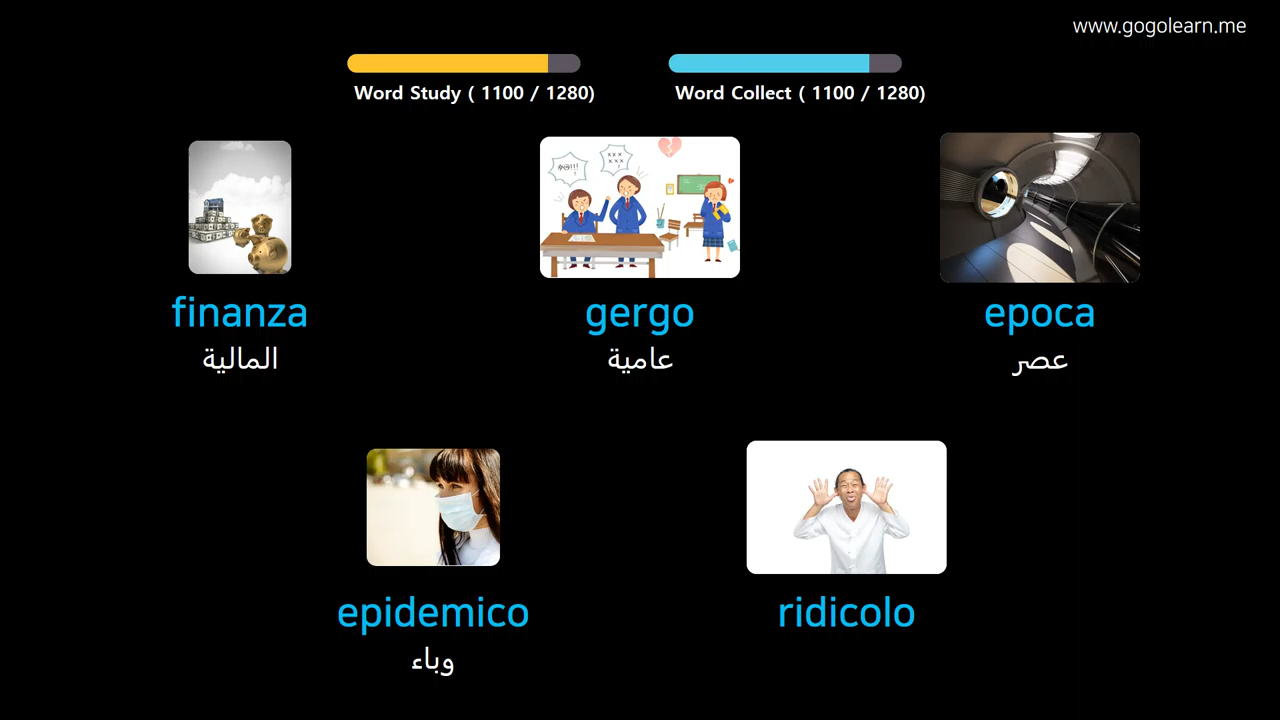 www.gogolearn.me
Word Study ( 1100 / 1280)
Word Collect ( 1100 / 1280)
finanza
المالية
gergo
عامية
epoca
عصر
epidemico
وباء
ridicolo